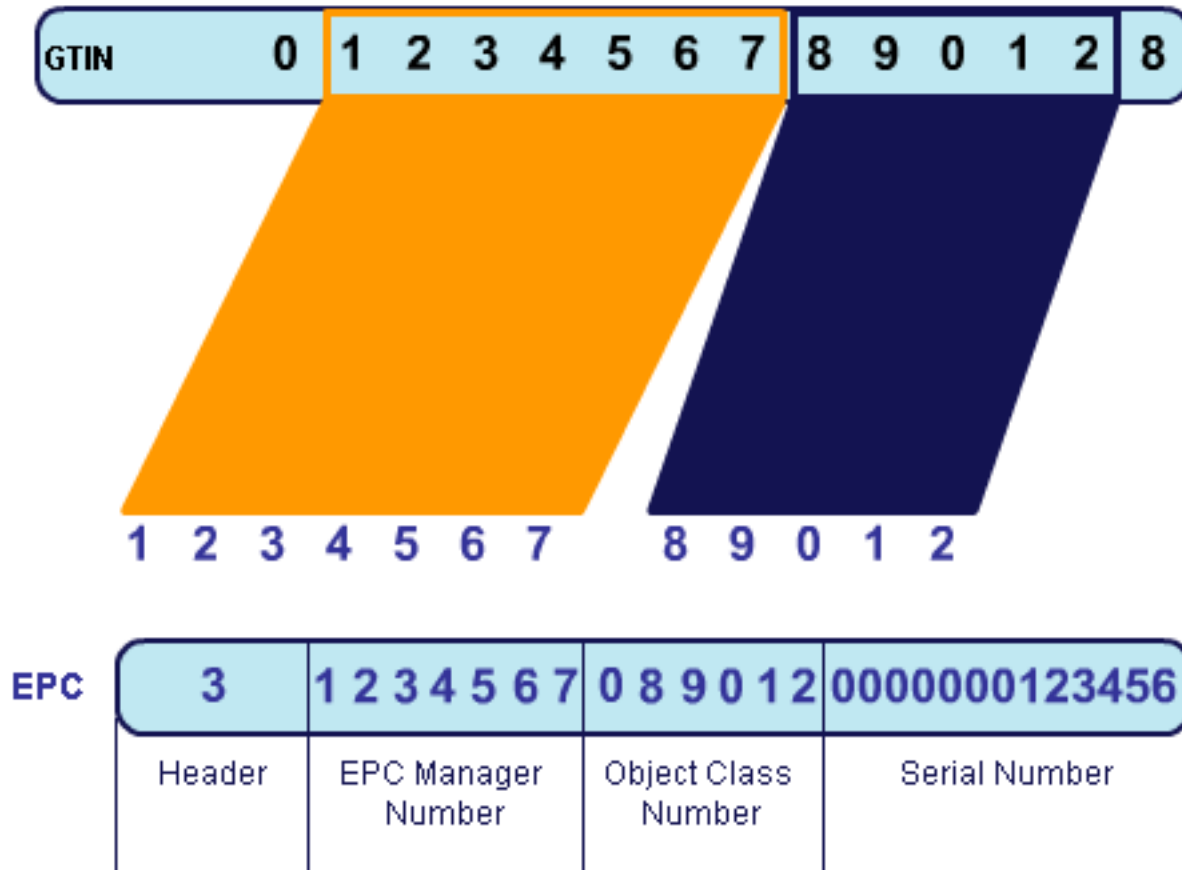 GTIN 0 1 2 3 4 5 6 7 8 9 0 1 2 8
1 2 3 4 5 6 7 8 9 0 1 2
EPC 3 1 2 3 4 5 6 7 0 8 9 0 1 2 0000000123456
Header EPC Manager Object Class Serial Number
Number Number